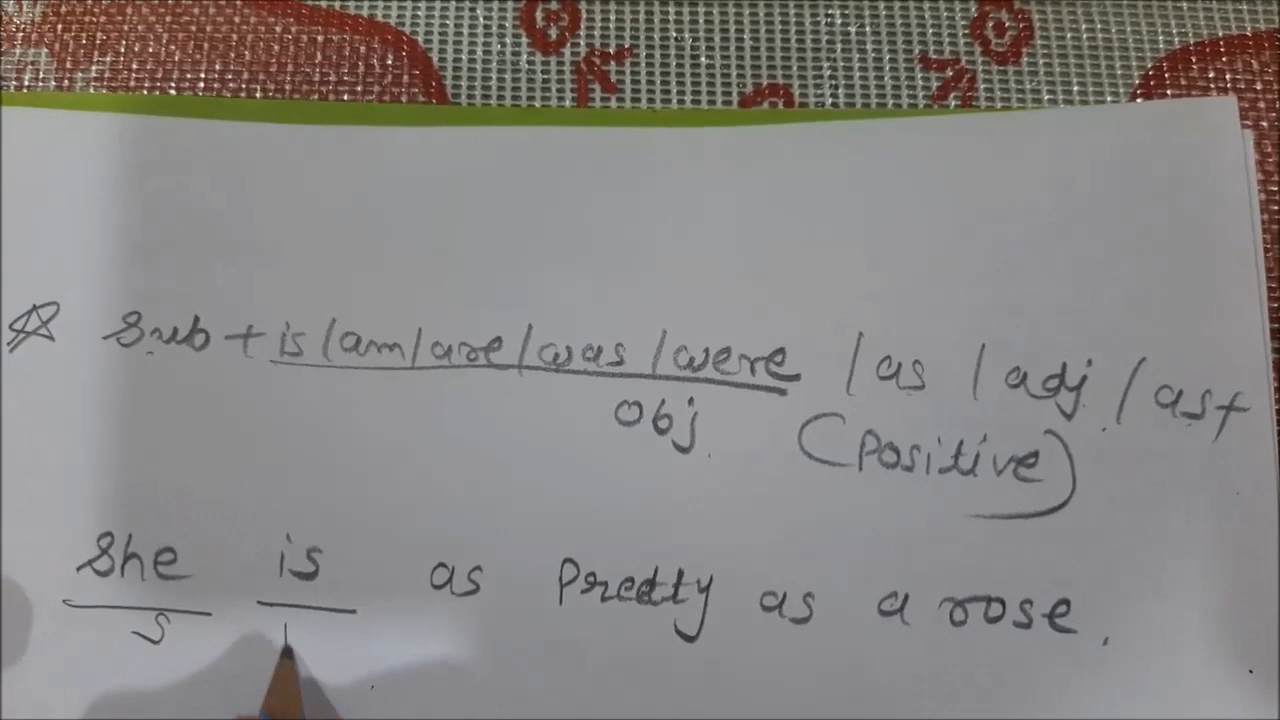 ☆ Sub + is/am/are/was/were /as / adj / as+
obj (Positive)
She is as Pretty as a rose.
S